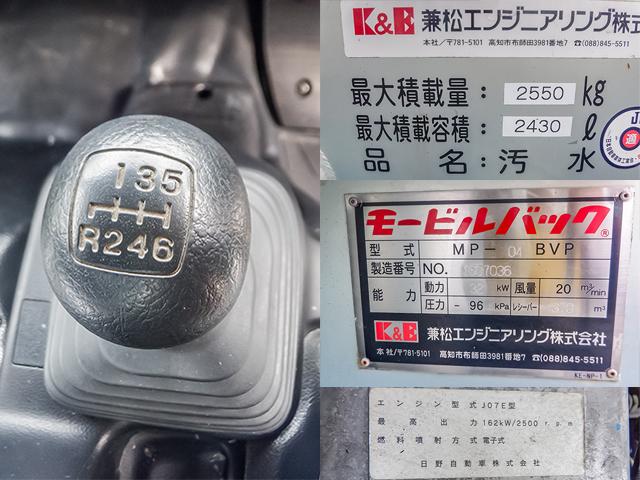 135
R246
K&E 兼松エンジニアリング株式
本社/〒781-5101 高知市布師田3981番地7 ☎(088)845-5511
最大積載量: 2550 kg
最大積載容積: 2430 ℓ
品名:汚水
適
モービルバック®
型式 MP-04 BVP
製造番号 NO. 7036
能力 動力 kW 風量 20 m³/min
圧力 -96 kPa レシーバー m³
K&E 兼松エンジニアリング株式会社
本社/〒781-5101 高知市布師田3981番地7 ☎(088)845-5511
KE-NP-1
エンジン型式 J07E型
最高出力 162kW/2500 r.p.m
燃料噴射方式 電子式
日野自動車株式会社